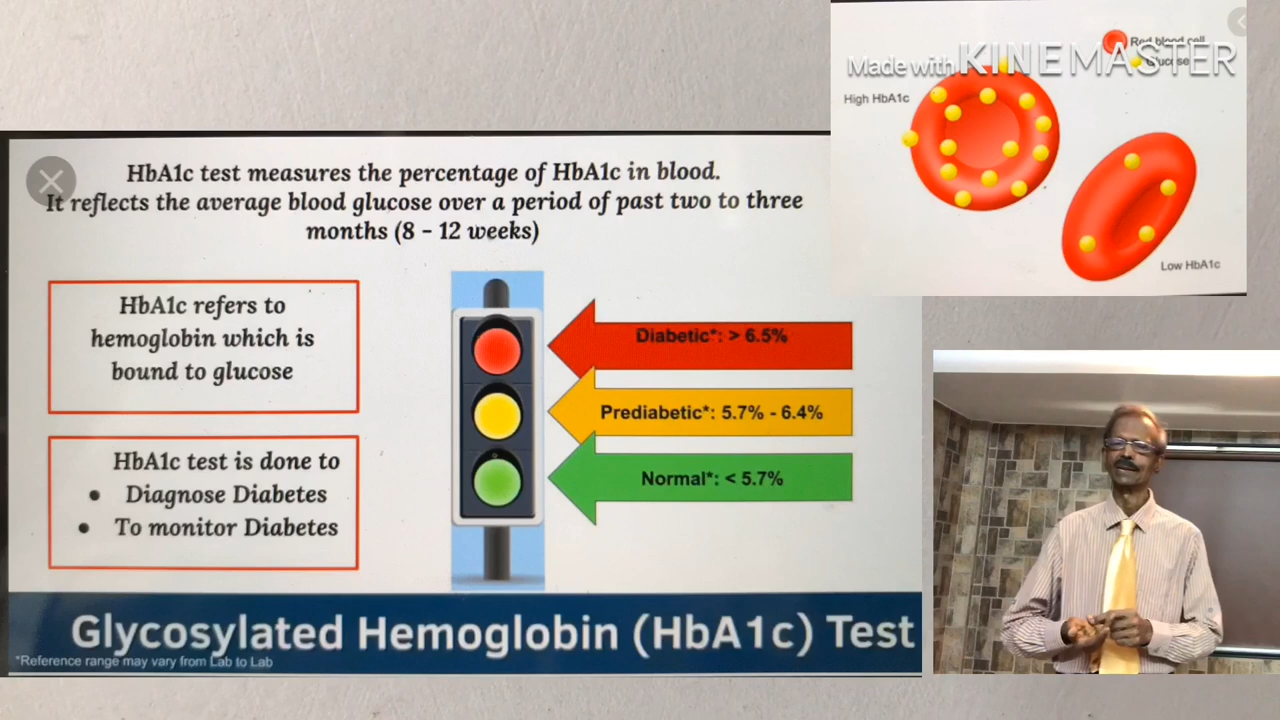 HbA1c test measures the percentage of HbA1c in blood.
It reflects the average blood glucose over a period of past two to three
months (8 - 12 weeks)
HbA1c refers to
hemoglobin which is
bound to glucose
HbA1c test is done to
● Diagnose Diabetes
● To monitor Diabetes
Diabetic*: > 6.5%
Prediabetic*: 5.7% - 6.4%
Normal*: < 5.7%
Glycosylated Hemoglobin (HbA1c) Test
*Reference range may vary from Lab to Lab
Red blood cell
Glucose
Made with KINEMASTER
High HbA1c
Low HbA1c